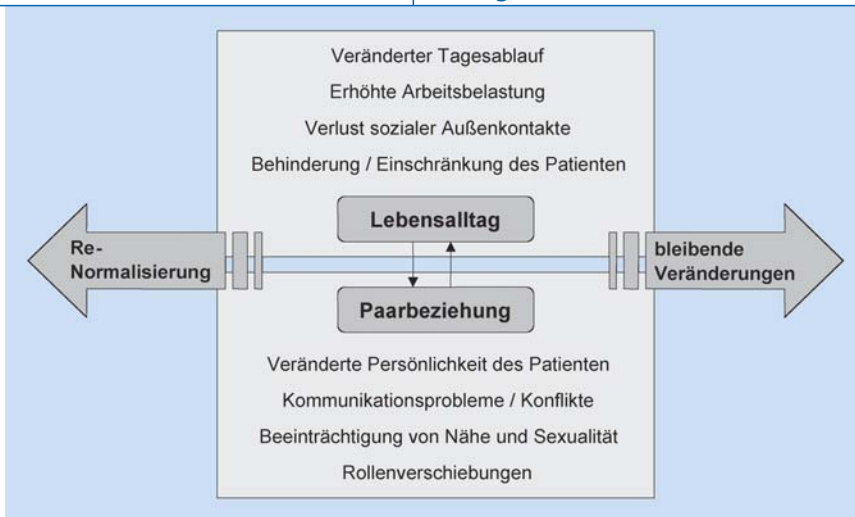 Veränderter Tagesablauf
Erhöhte Arbeitsbelastung
Verlust sozialer Außenkontakte
Behinderung / Einschränkung des Patienten
Lebensalltag
Re-
Normalisierung
bleibende
Veränderungen
Paarbeziehung
Veränderte Persönlichkeit des Patienten
Kommunikationsprobleme / Konflikte
Beeinträchtigung von Nähe und Sexualität
Rollenverschiebungen